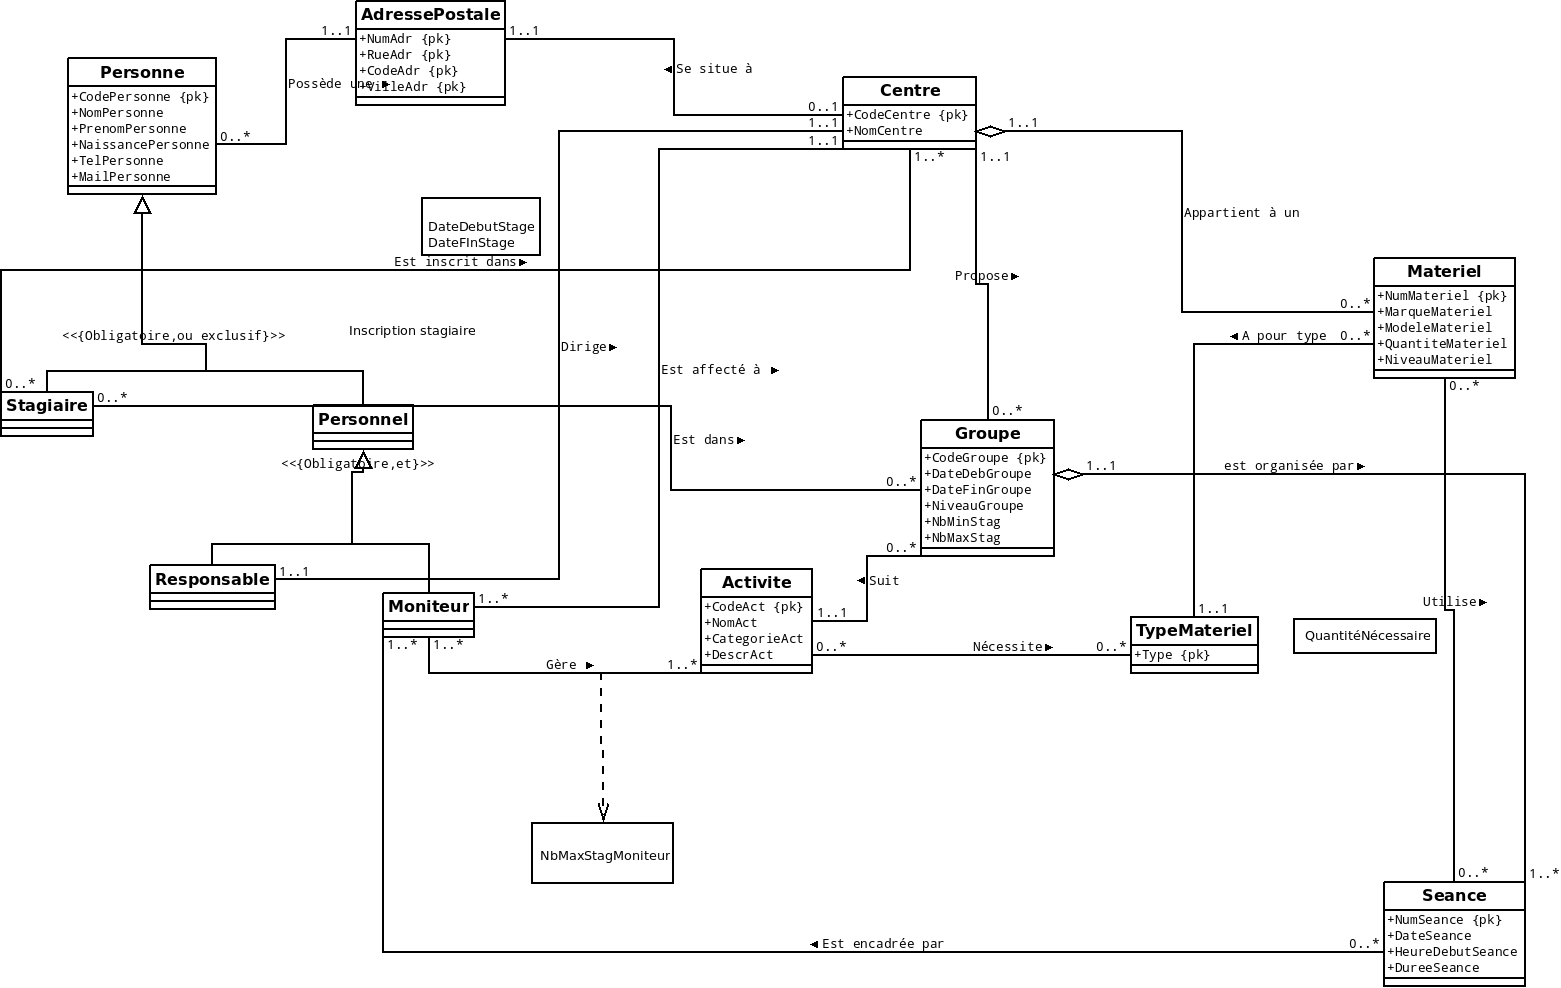 AdressePostale
+NumAdr {pk}
+RueAdr {pk}
+CodeAdr {pk}
+VilleAdr {pk}
1..1
1..1
Possède une
0..*
Se situe à
0..1
Personne
+CodePersonne {pk}
+NomPersonne
+PrenomPersonne
+NaissancePersonne
+TelPersonne
+MailPersonne
Centre
+CodeCentre {pk}
+NomCentre
1..1
1..1
1..1
1..*
1..1
DateDebutStage
DateFInStage
Est inscrit dans
Propose
Appartient à un
Materiel
+NumMateriel {pk}
+MarqueMateriel
+ModeleMateriel
+QuantiteMateriel
+NiveauMateriel
0..*
A pour type
0..*
0..*
<<{Obligatoire,ou exclusif}>>
Inscription stagiaire
Dirige
Est affecté à
0..*
Stagiaire
0..*
Personnel
<<{Obligatoire,et}>>
Est dans
0..*
0..*
Groupe
+CodeGroupe {pk}
+DateDebGroupe
+DateFinGroupe
+NiveauGroupe
+NbMinStag
+NbMaxStag
1..1
est organisée par
0..*
Suit
Responsable
1..1
Moniteur
1..*
1..*
1..*
Gère
1..*
Activite
+CodeAct {pk}
+NomAct
+CategorieAct
+DescrAct
1..1
0..*
Nécessite
0..*
1..1
TypeMateriel
+Type {pk}
QuantitéNécessaire
Utilise
NbMaxStagMoniteur
0..*
1..*
Seance
+NumSeance {pk}
+DateSeance
+HeureDebutSeance
+DureeSeance
Est encadrée par
0..*